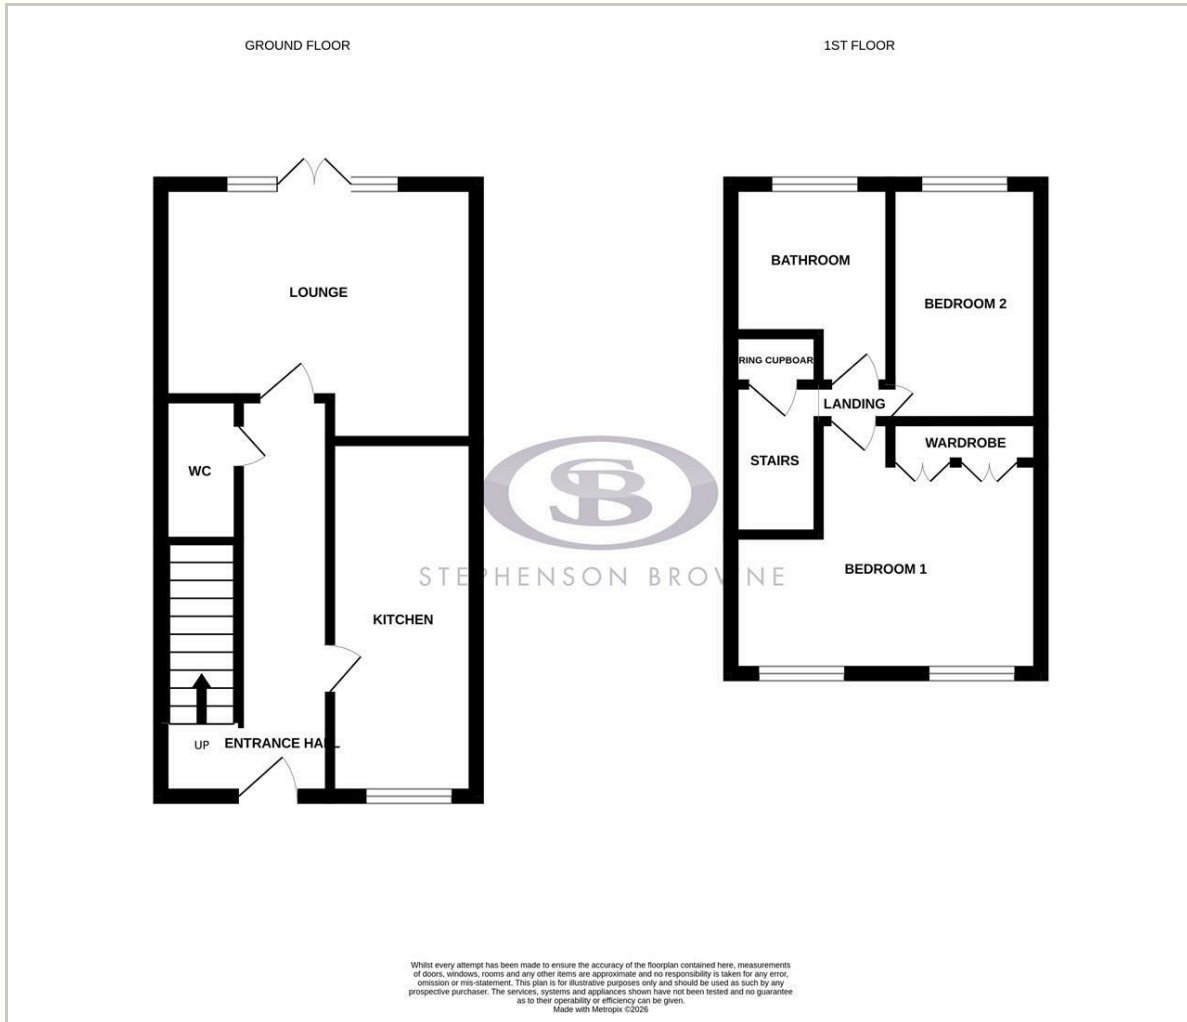 GROUND FLOOR
1ST FLOOR
LOUNGE
WC
KITCHEN
UP
ENTRANCE HALL
BATHROOM
BEDROOM 2
RING CUPBOAR
LANDING
WARDROBE
STAIRS
BEDROOM 1
SB
STEPHENSON BROWNE
Whilst every attempt has been made to ensure the accuracy of the floorplan contained here, measurements
of doors, windows, rooms and any other items are approximate and no responsibility is taken for any error,
omission or mis-statement. This plan is for illustrative purposes only and should be used as such by any
prospective purchaser. The services, systems and appliances shown have not been tested and no guarantee
as to their operability or efficiency can be given.
Made with Metropix ©2026